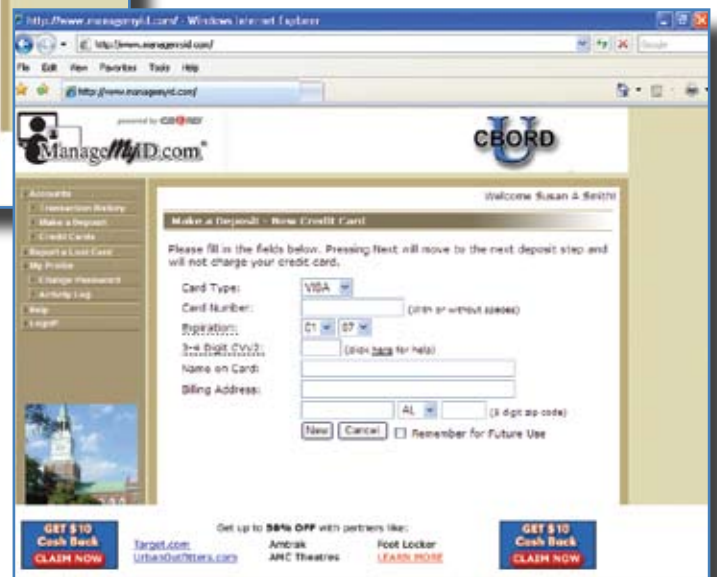 http://www.managemyid.com/ - Windows Internet Explorer
http://www.managemyid.com/
File Edit View Favorites Tools Help
http://www.managemyid.com/
powered by CBORD
ManageMyID.com
CBORD
Welcome Susan A Smith!
Accounts
Transaction History
Make a Deposit
Credit Cards
Report a Lost Card
My Profile
Change Password
Activity Log
Help
Logoff
Make a Deposit - New Credit Card
Please fill in the fields below. Pressing Next will move to the next deposit step and
will not charge your credit card.
Card Type: VISA
Card Number: (with or without spaces)
Expiration: 01 07
3-4 Digit CVV2: (click here for help)
Name on Card:
Billing Address:
AL (5 digit zip code)
Cancel Remember for Future Use
GET $10
Cash Back
CLAIM NOW
Get up to 50% OFF with partners like:
Target.com Amtrak Foot Locker
UrbanOutfitters.com AMC Theatres LEARN MORE
GET $10
Cash Back
CLAIM NOW